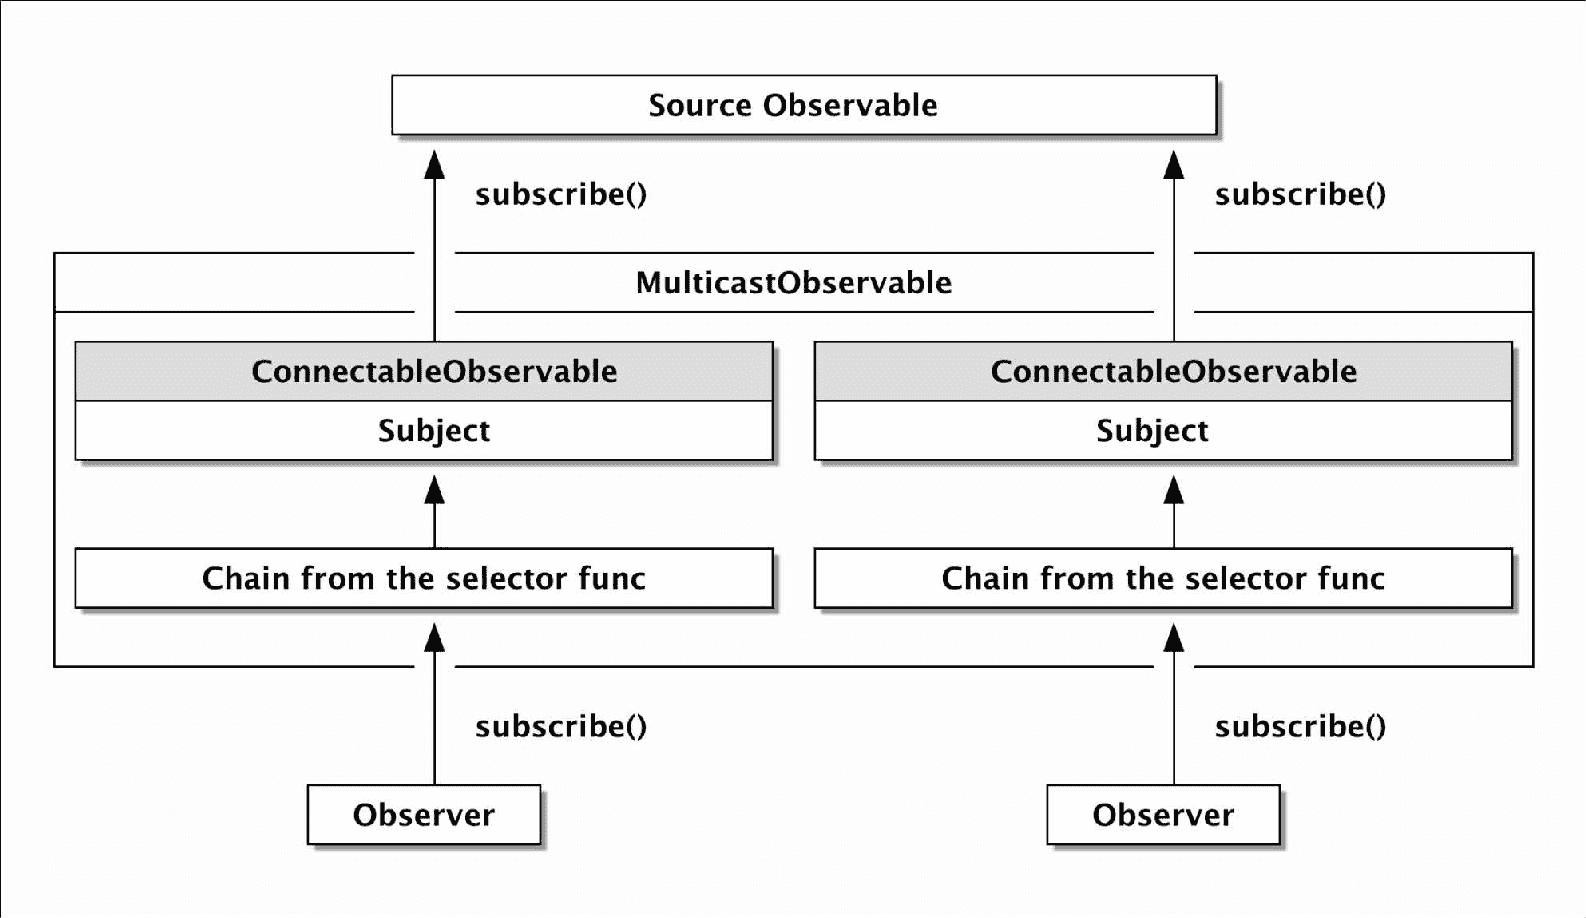 Source Observable
subscribe()
subscribe()
MulticastObservable
ConnectableObservable
ConnectableObservable
Subject
Subject
Chain from the selector func
Chain from the selector func
subscribe()
subscribe()
Observer
Observer